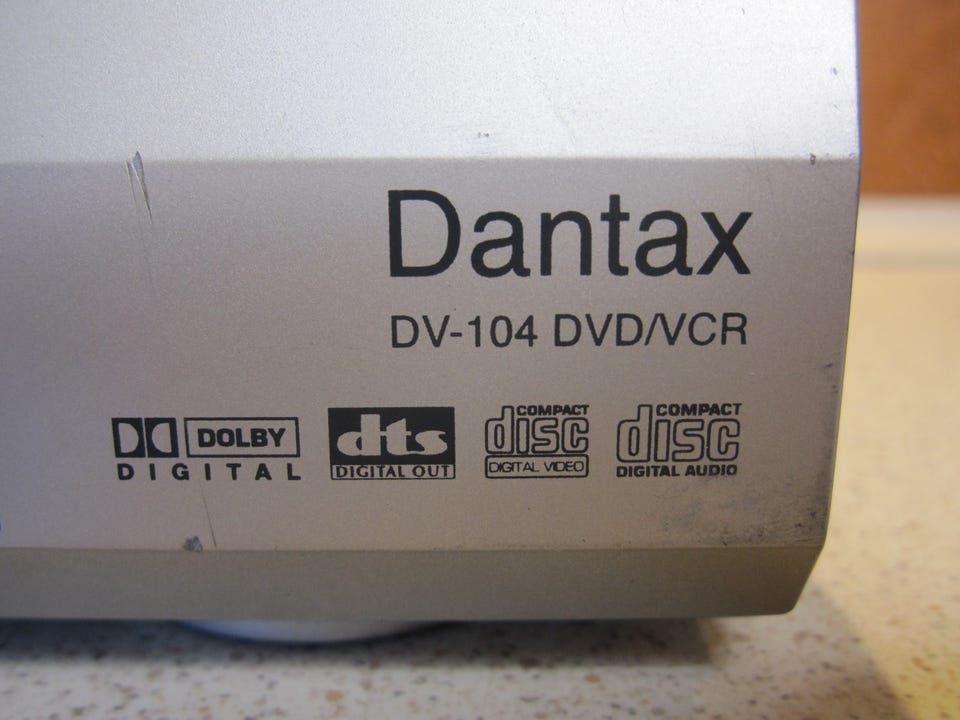 Dantax
DV-104 DVD/VCR
DOLBY
DIGITAL
dts
DIGITAL OUT
COMPACT
disc
DIGITAL VIDEO
COMPACT
disc
DIGITAL AUDIO